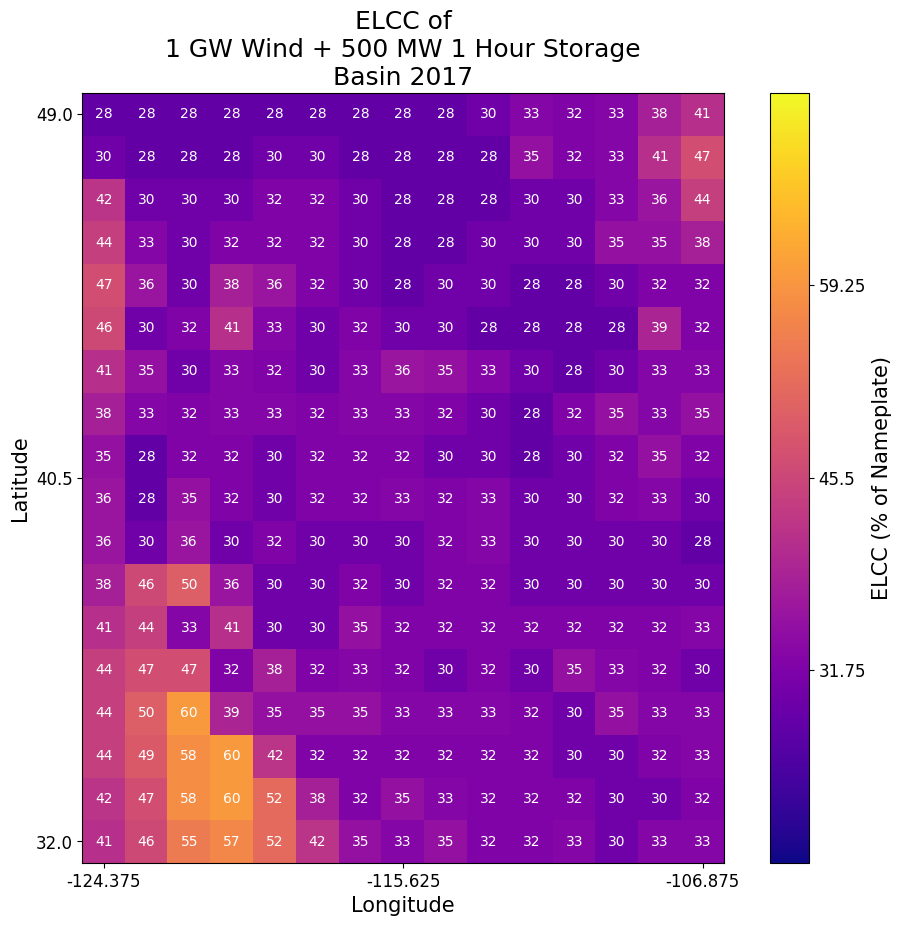 ELCC of
1 GW Wind + 500 MW 1 Hour Storage
Basin 2017
49.0 28 28 28 28 28 28 28 28 28 30 33 32 33 38 41
30 28 28 28 30 30 28 28 28 28 35 32 33 41 47
42 30 30 30 32 32 30 28 28 28 30 30 33 36 44
44 33 30 32 32 32 30 28 28 30 30 30 35 35 38
47 36 30 38 36 32 30 28 30 30 28 28 30 32 32 59.25
46 30 32 41 33 30 32 30 30 28 28 28 28 39 32
41 35 30 33 32 30 33 36 35 33 30 28 30 33 33
38 33 32 33 33 32 33 33 32 30 28 32 35 33 35
35 28 32 32 30 32 32 32 30 30 28 30 32 35 32
40.5 45.5
36 28 35 32 30 32 32 33 32 33 30 30 32 33 30
36 30 36 30 32 30 30 30 32 33 30 30 30 30 28
38 46 50 36 30 30 32 30 32 32 30 30 30 30 30
41 44 33 41 30 30 35 32 32 32 32 32 32 32 33
44 47 47 32 38 32 33 32 30 32 30 35 33 32 30 31.75
44 50 60 39 35 35 35 33 33 33 32 30 35 33 33
44 49 58 60 42 32 32 32 32 32 32 30 30 32 33
42 47 58 60 52 38 32 35 33 32 32 32 30 30 32
32.0 41 46 55 57 52 42 35 33 35 32 32 33 30 33 33
-124.375 -115.625 -106.875
Longitude
Latitude
ELCC (% of Nameplate)